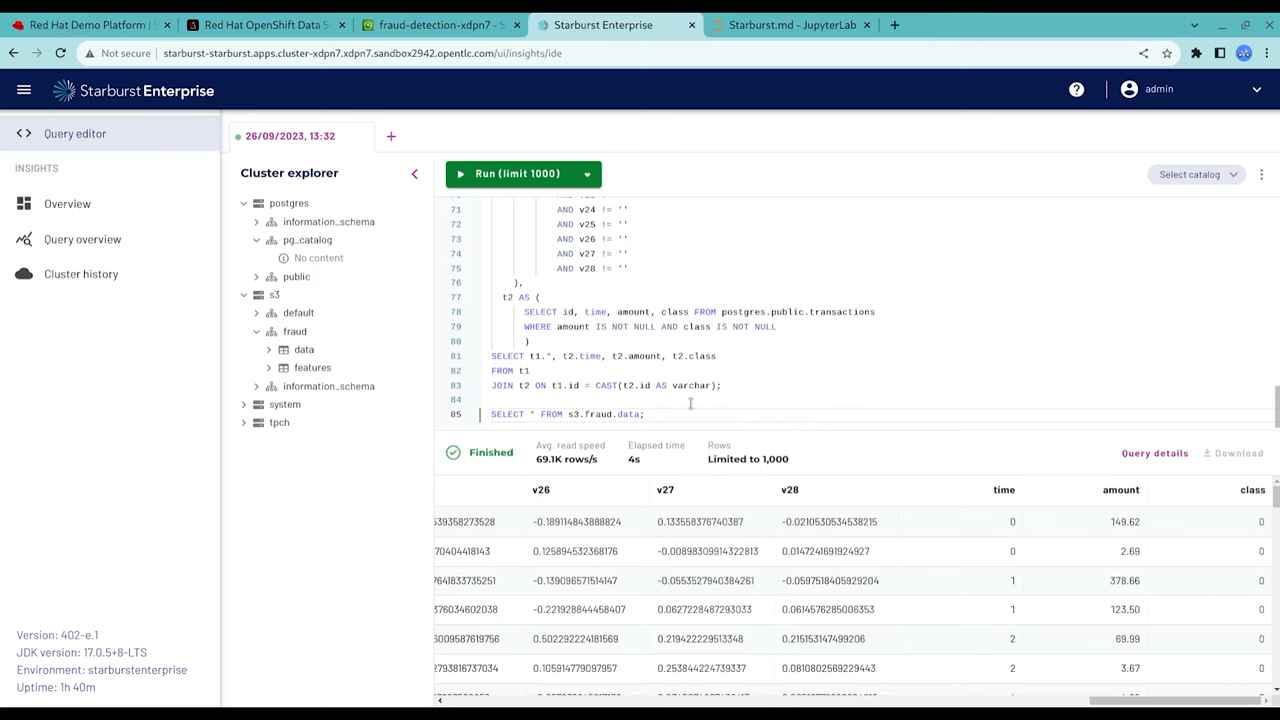 Red Hat Demo Platform |
Red Hat OpenShift Data S
fraud-detection-xdpn7 - S
Starburst Enterprise
Starburst.md - JupyterLab
Not secure
starburst-starburst.apps.cluster-xdpn7.xdpn7.sandbox2942.opentlc.com/ui/insights/ide
Starburst Enterprise
admin
Query editor
26/09/2023, 13:32
INSIGHTS
Overview
Query overview
Cluster history
Cluster explorer
postgres
information_schema
pg_catalog
No content
public
s3
default
fraud
data
features
information_schema
system
tpch
Run (limit 1000)
Select catalog
71 AND v24 != ''
72 AND v25 != ''
73 AND v26 != ''
74 AND v27 != ''
75 AND v28 != ''
76 ),
77 t2 AS (
78 SELECT id, time, amount, class FROM postgres.public.transactions
79 WHERE amount IS NOT NULL AND class IS NOT NULL
80 )
81 SELECT t1.*, t2.time, t2.amount, t2.class
82 FROM t1
83 JOIN t2 ON t1.id = CAST(t2.id AS varchar);
84
85 SELECT * FROM s3.fraud.data;
Finished
Avg. read speed
69.1K rows/s
Elapsed time
4s
Rows
Limited to 1,000
Query details
Download
v26 v27 v28 time amount class
539358273528 -0.189114843888824 0.133558376740387 -0.0210530534538215 0 149.62 0
70404418143 0.125894532368176 -0.00898309914322813 0.0147241691924927 0 2.69 0
7641833735251 -0.139096571514147 -0.0553527940384261 -0.0597518405929204 1 378.66 0
376034602038 -0.221928844458407 0.0627228487293033 0.0614576285006353 1 123.50 0
6009587619756 0.502292224181569 0.219422229513348 0.215153147499206 2 69.99 0
2793816737034 0.105914779097957 0.253844224739337 0.0810802569229443 2 3.67 0
Version: 402-e.1
JDK version: 17.0.5+8-LTS
Environment: starburstenterprise
Uptime: 1h 40m